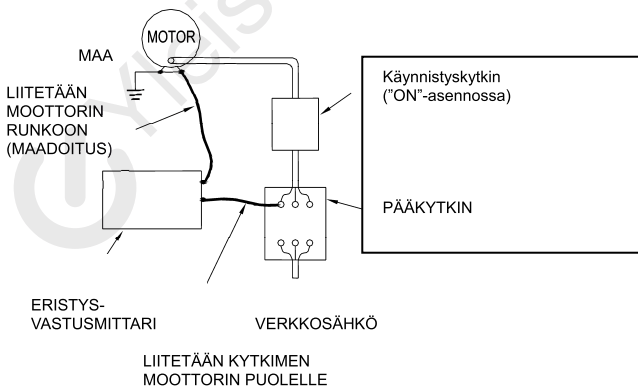 MOTOR
MAA
LIITETÄÄN
MOOTTORIN
RUNKOON
(MAADOITUS)
Käynnistyskytkin
("ON"-asennossa)
PÄÄKYTKIN
ERISTYS-
VASTUSMITTARI
VERKKOSÄHKÖ
LIITETÄÄN KYTKIMEN
MOOTTORIN PUOLELLE